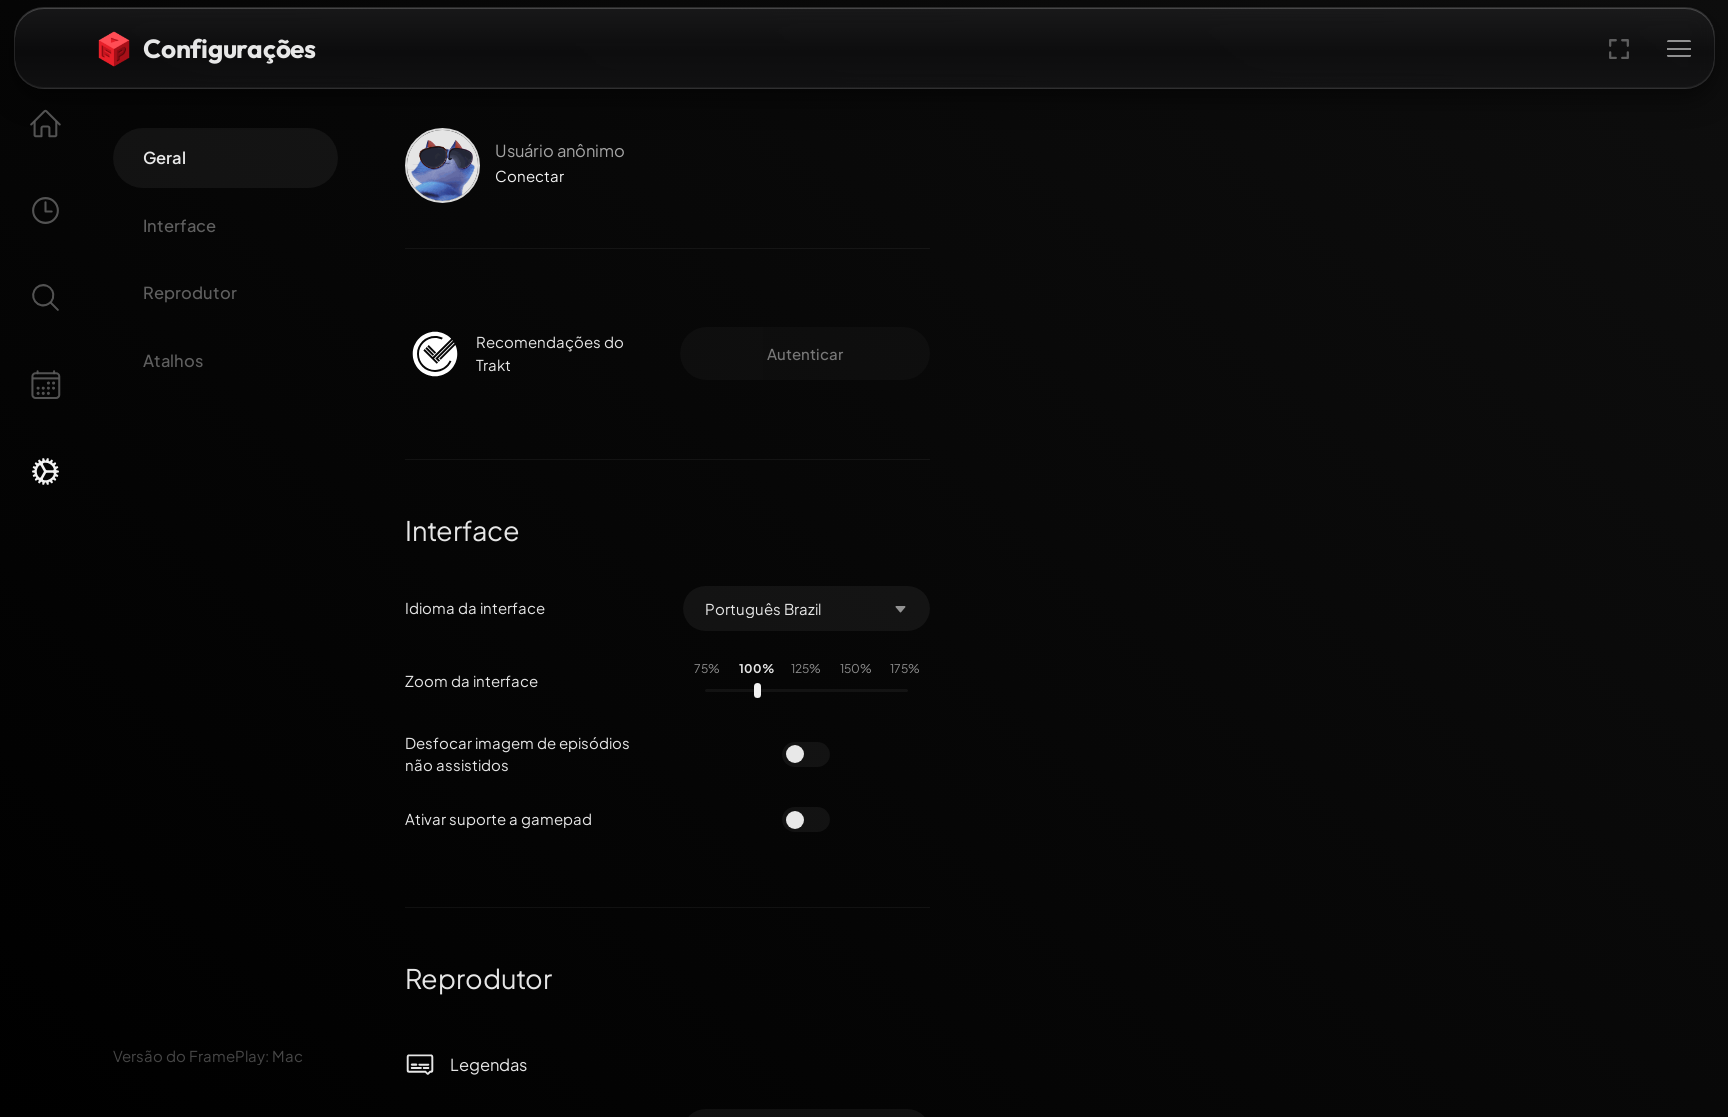 Configurações
Geral
Interface
Reprodutor
Atalhos
Versão do FramePlay: Mac
Usuário anônimo
Conectar
Recomendações do
Trakt
Autenticar
Interface
Idioma da interface
Português Brazil
Zoom da interface
75% 100% 125% 150% 175%
Desfocar imagem de episódios
não assistidos
Ativar suporte a gamepad
Reprodutor
Legendas